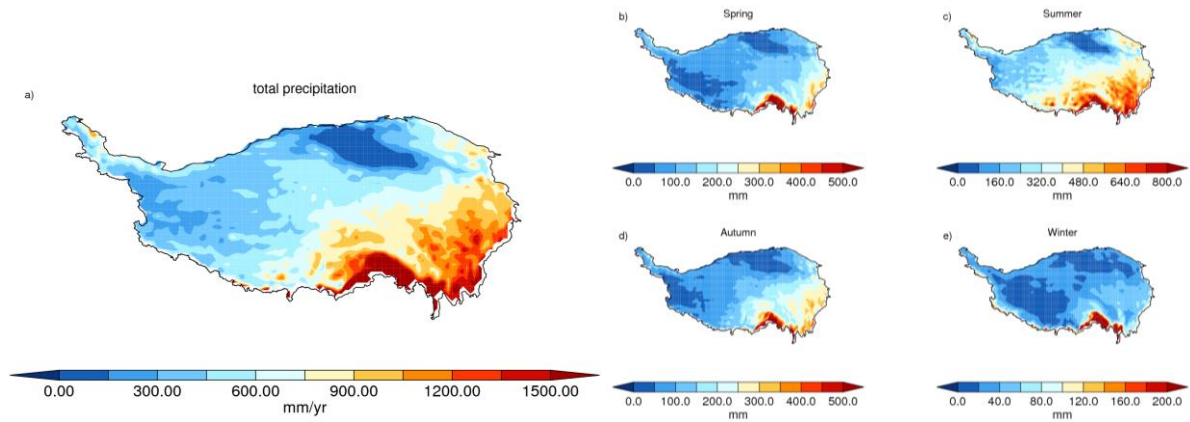 a)
total precipitation
0.00 300.00 600.00 900.00 1200.00 1500.00
mm/yr
b)
Spring
0.0 100.0 200.0 300.0 400.0 500.0
mm
c)
Summer
0.0 160.0 320.0 480.0 640.0 800.0
mm
d)
Autumn
0.0 100.0 200.0 300.0 400.0 500.0
mm
e)
Winter
0.0 40.0 80.0 120.0 160.0 200.0
mm